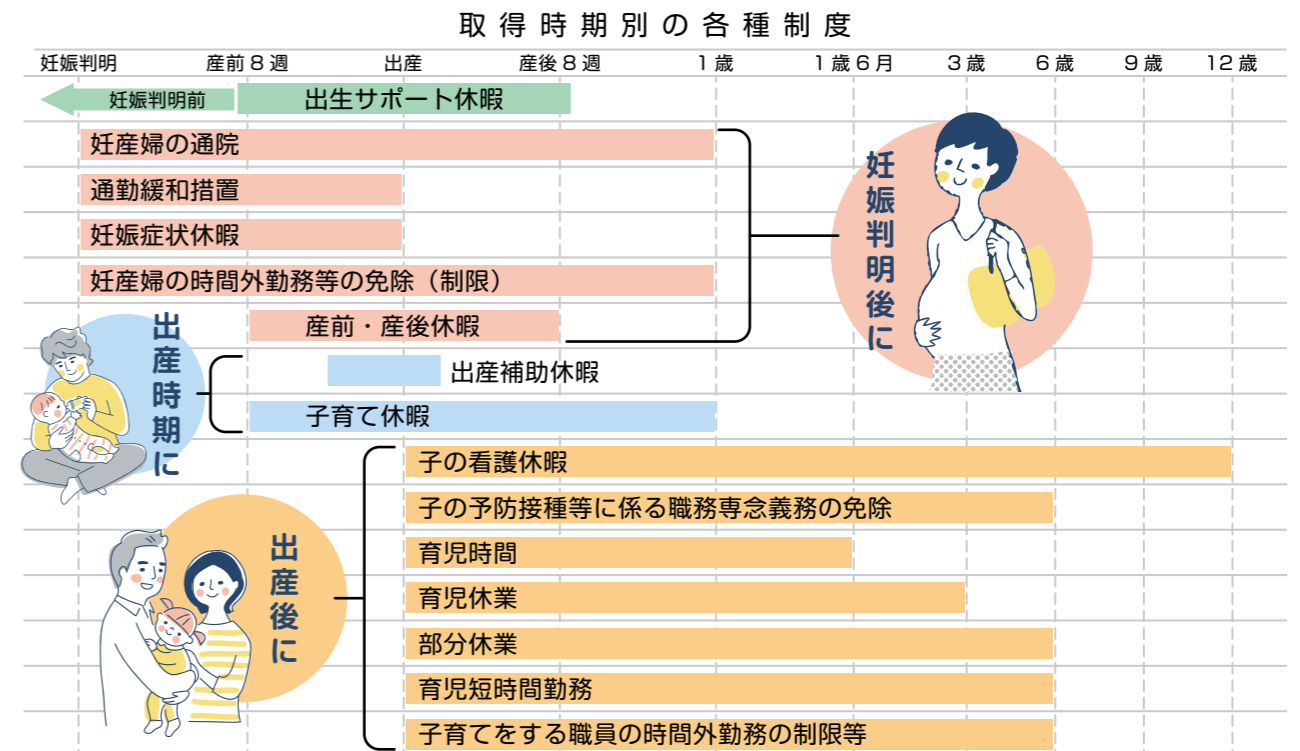 取得時期別の各種制度
妊娠判明 産前８週 出産 産後８週 １歳 １歳６月 ３歳 ６歳 ９歳 １２歳
妊娠判明前 出生サポート休暇
妊産婦の通院
通勤緩和措置
妊娠症状休暇
妊産婦の時間外勤務等の免除（制限）
産前・産後休暇
妊娠判明後に
出産補助休暇
子育て休暇
出産時期に
子の看護休暇
子の予防接種等に係る職務専念義務の免除
育児時間
育児休業
部分休業
育児短時間勤務
子育てをする職員の時間外勤務の制限等
出産後に